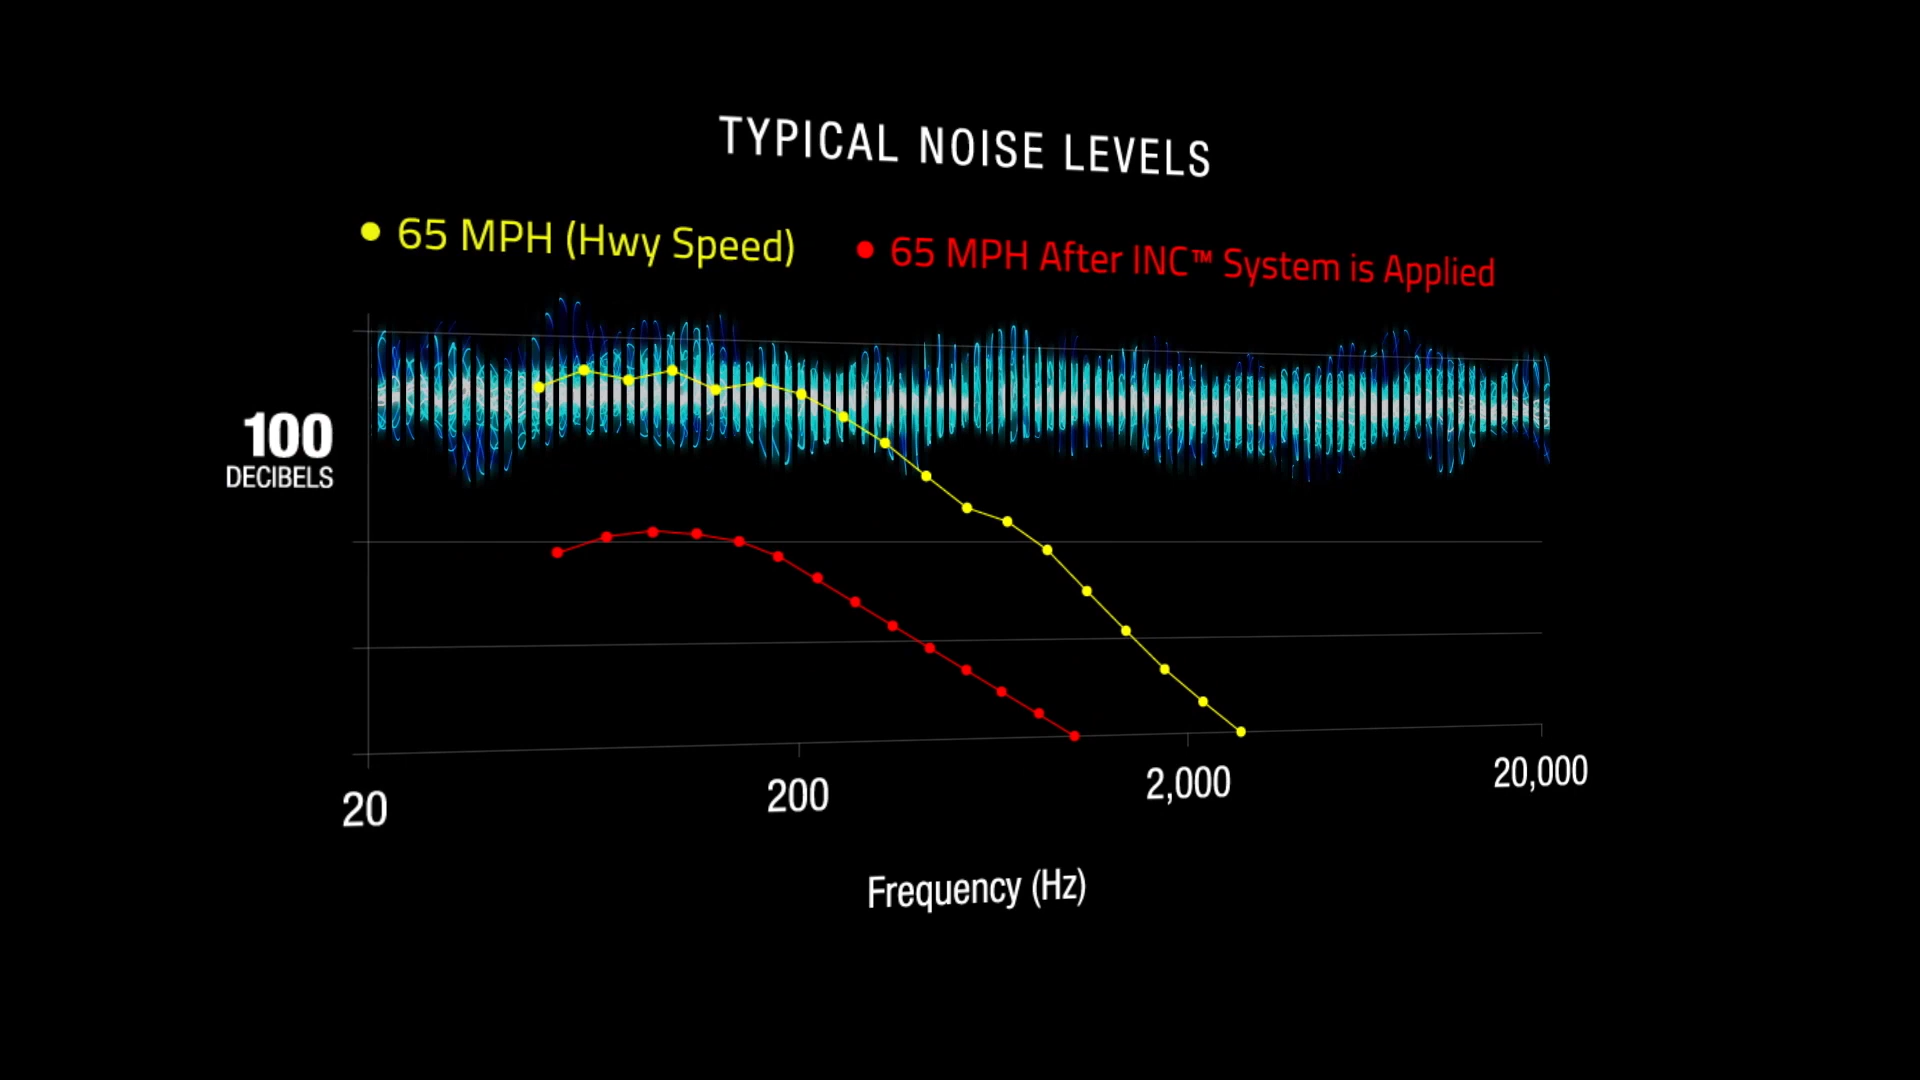 TYPICAL NOISE LEVELS
65 MPH (Hwy Speed)
65 MPH After INC™ System is Applied
100
DECIBELS
20
200
2,000
20,000
Frequency (Hz)